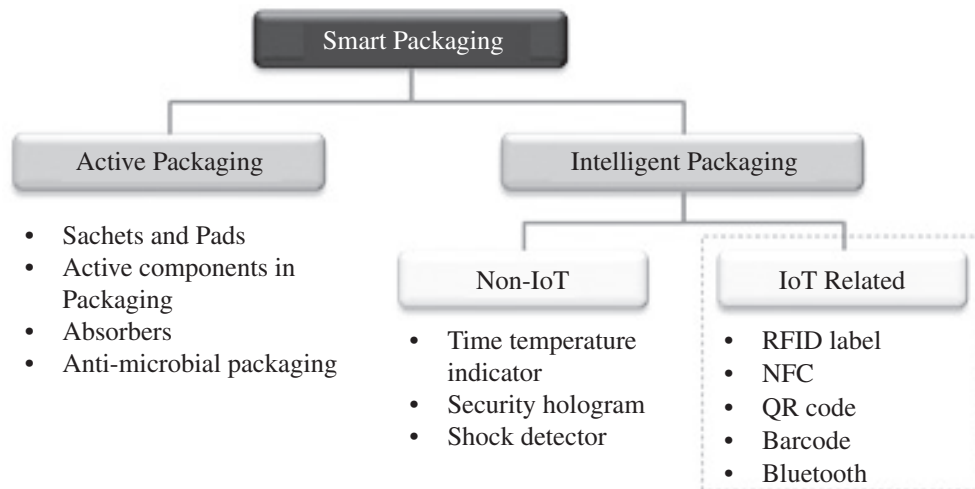 Smart Packaging
Active Packaging
• Sachets and Pads
• Active components in
Packaging
• Absorbers
• Anti-microbial packaging
Intelligent Packaging
Non-IoT
• Time temperature
indicator
• Security hologram
• Shock detector
IoT Related
• RFID label
• NFC
• QR code
• Barcode
• Bluetooth